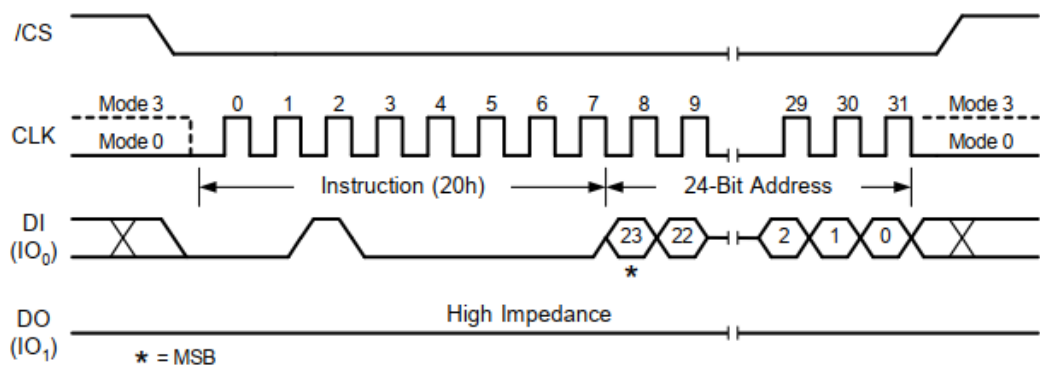 /CS
Mode 3 0 1 2 3 4 5 6 7 8 9 29 30 31 Mode 3
CLK Mode 0 Mode 0
Instruction (20h) 24-Bit Address
DI
(IO0) 23 22 2 1 0
*
DO High Impedance
(IO1)
* = MSB